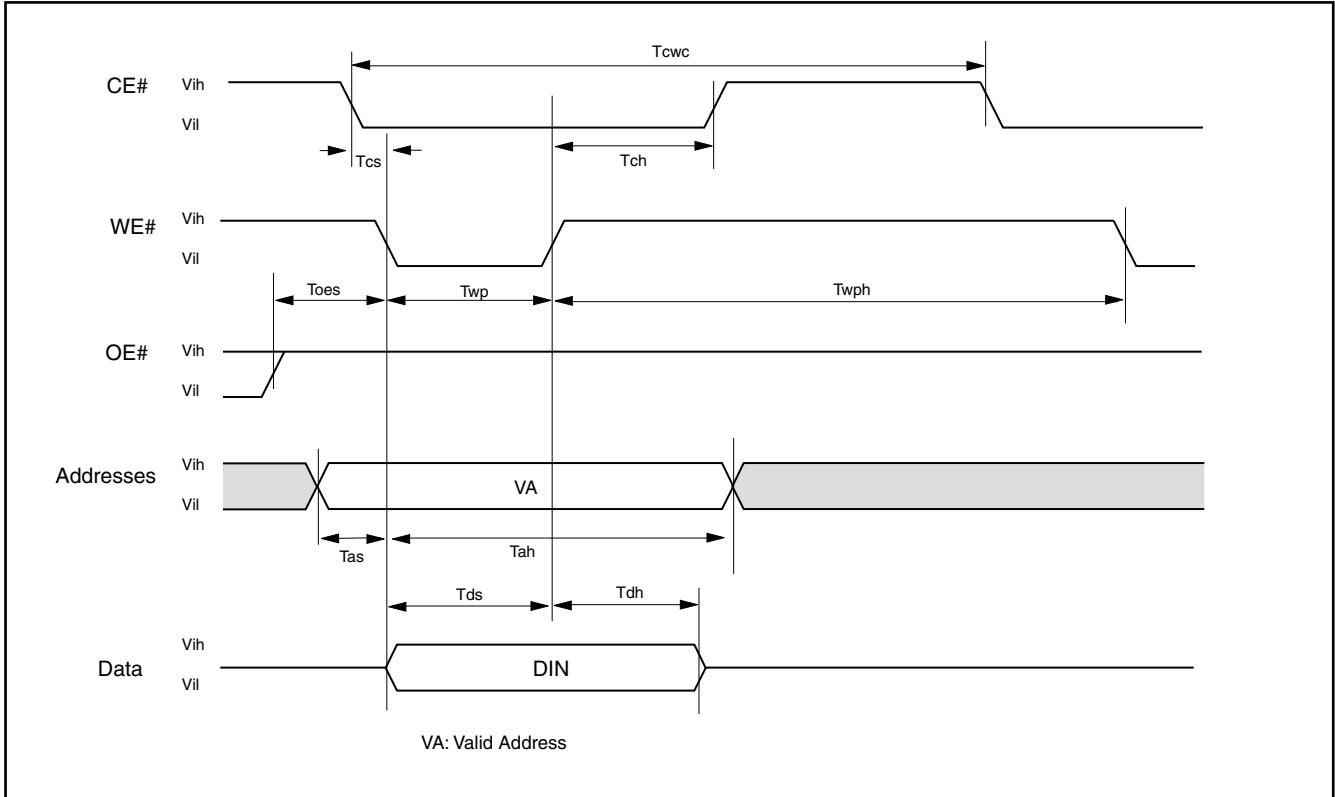 Tcwc
CE# Vih
Vil
Tcs
Tch
WE# Vih
Vil
Toes
Twp
Twph
OE# Vih
Vil
Addresses Vih
Vil
VA
Tas
Tah
Tds
Tdh
Data Vih
Vil
DIN
VA: Valid Address